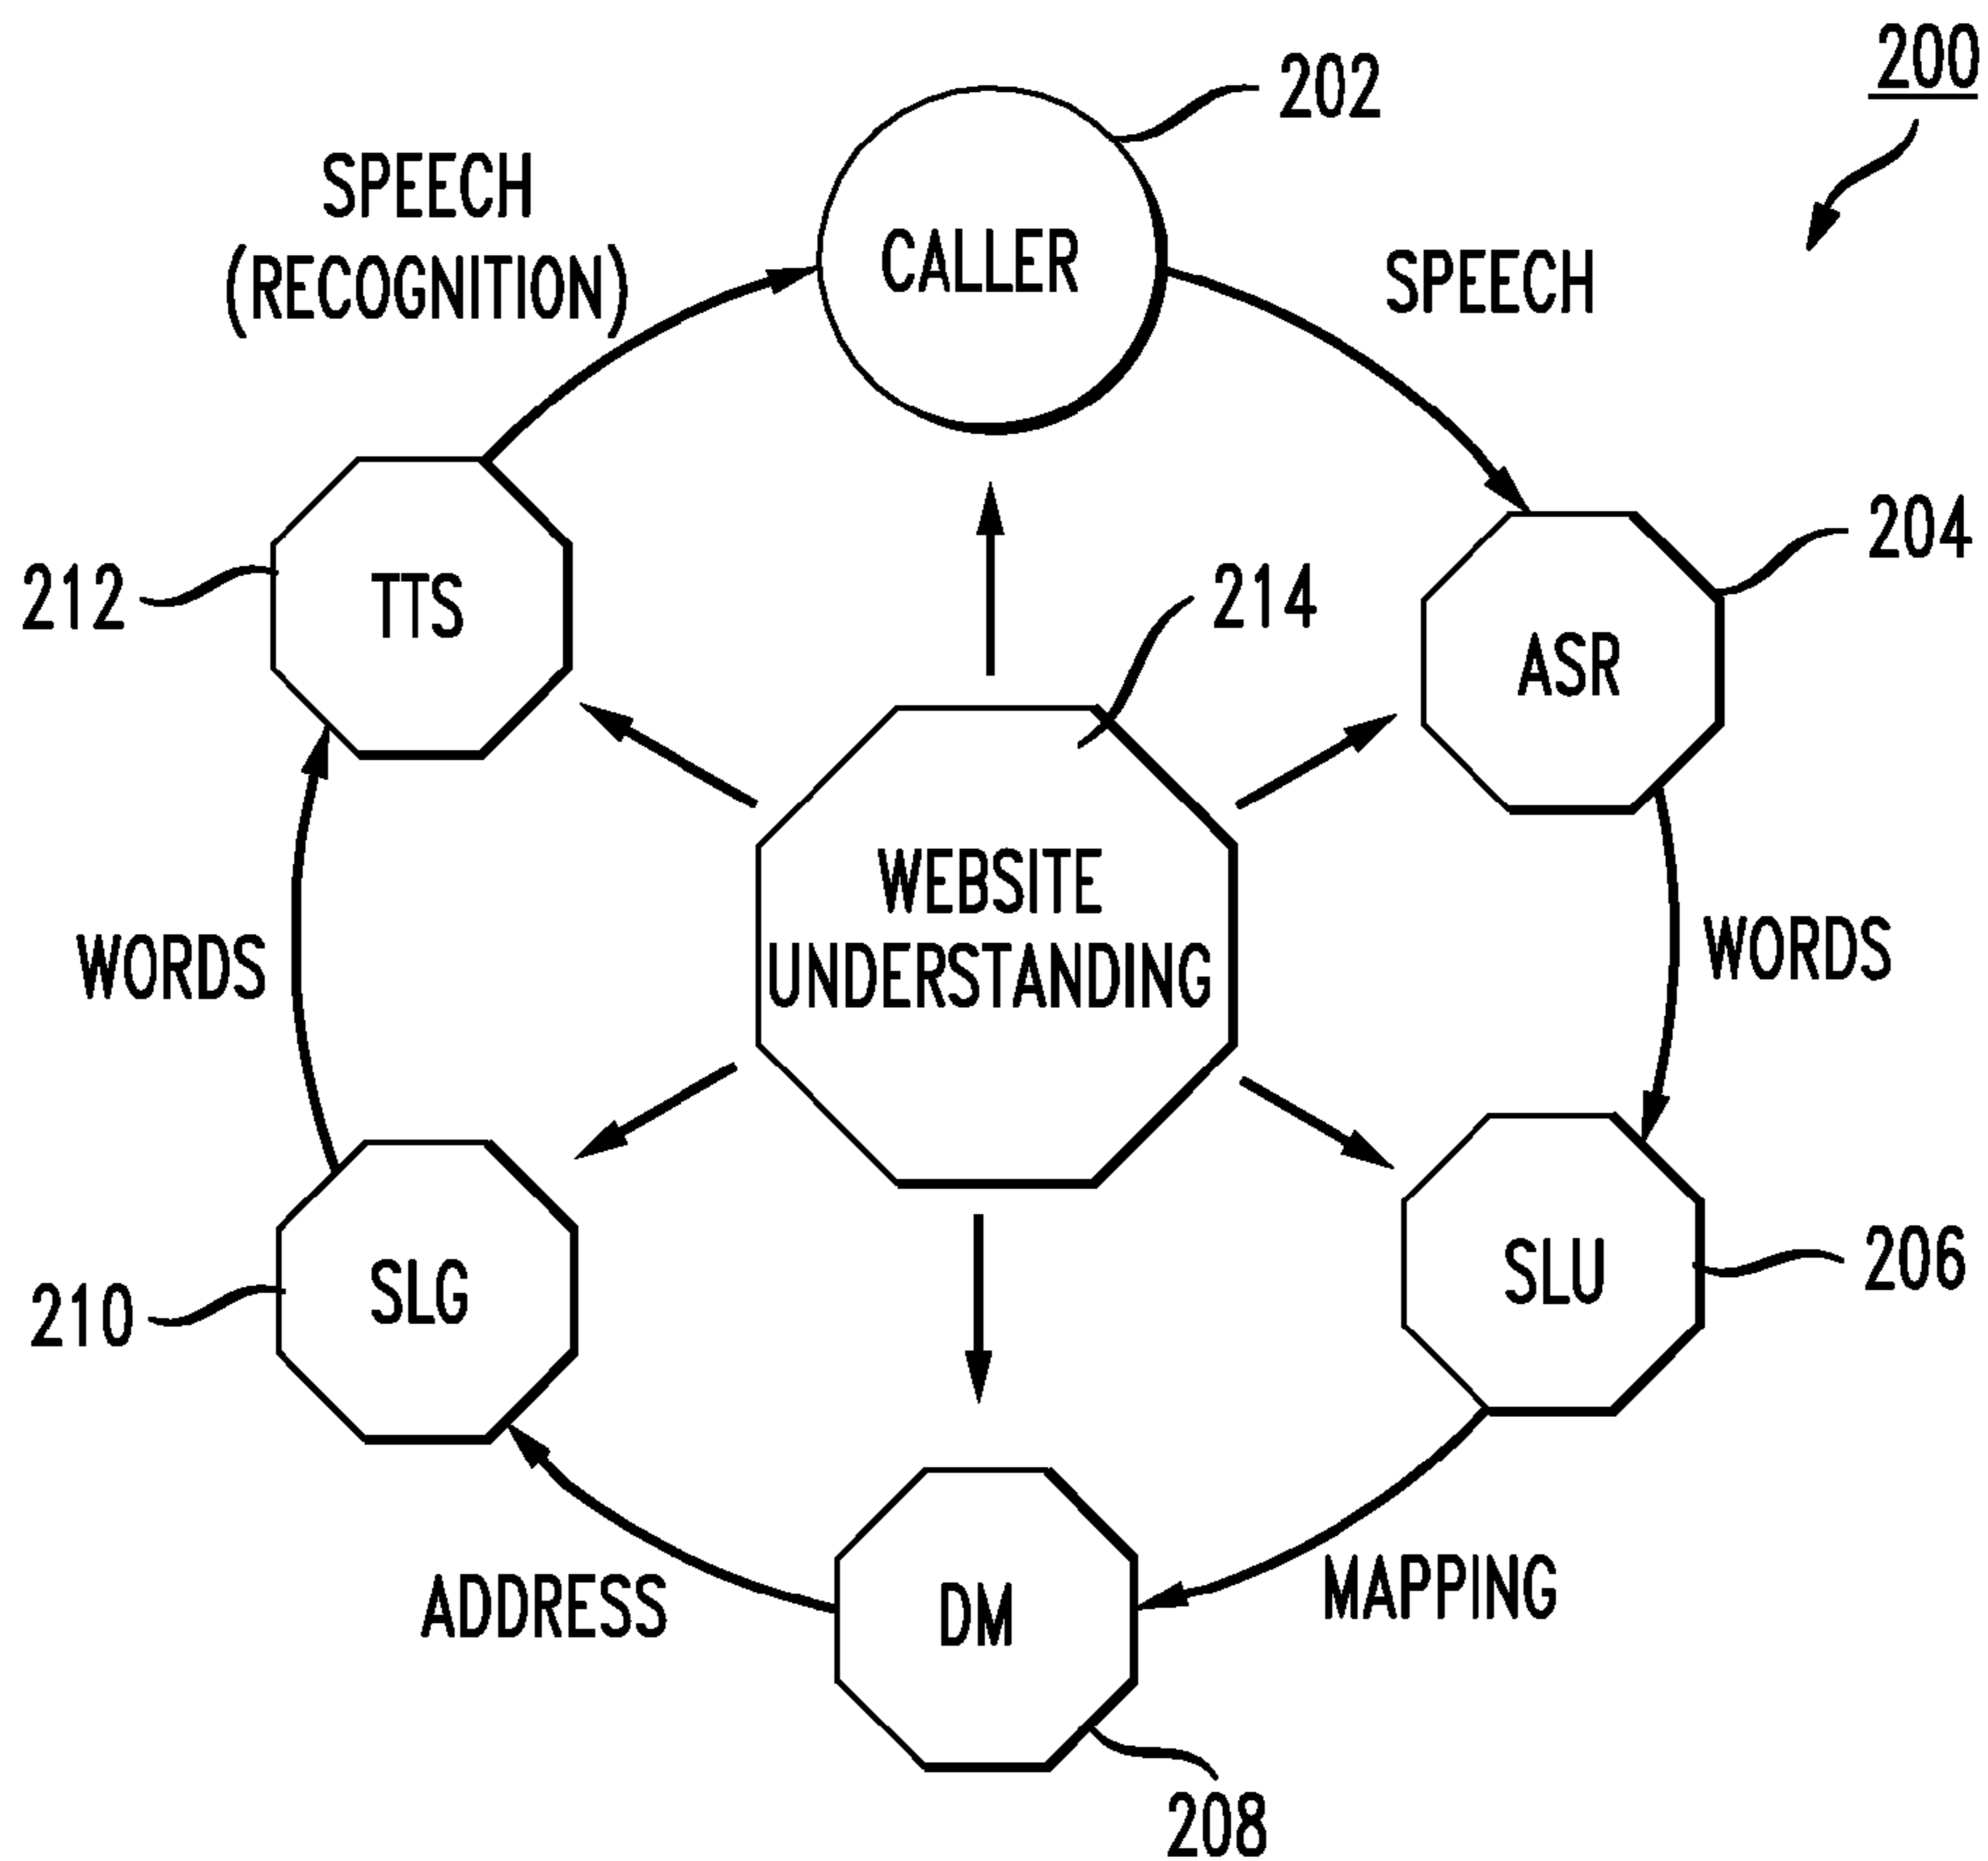 200
202
SPEECH
(RECOGNITION)
CALLER
SPEECH
204
212
TTS
214
ASR
WEBSITE
UNDERSTANDING
WORDS
WORDS
210
SLG
SLU
206
ADDRESS
DM
MAPPING
208